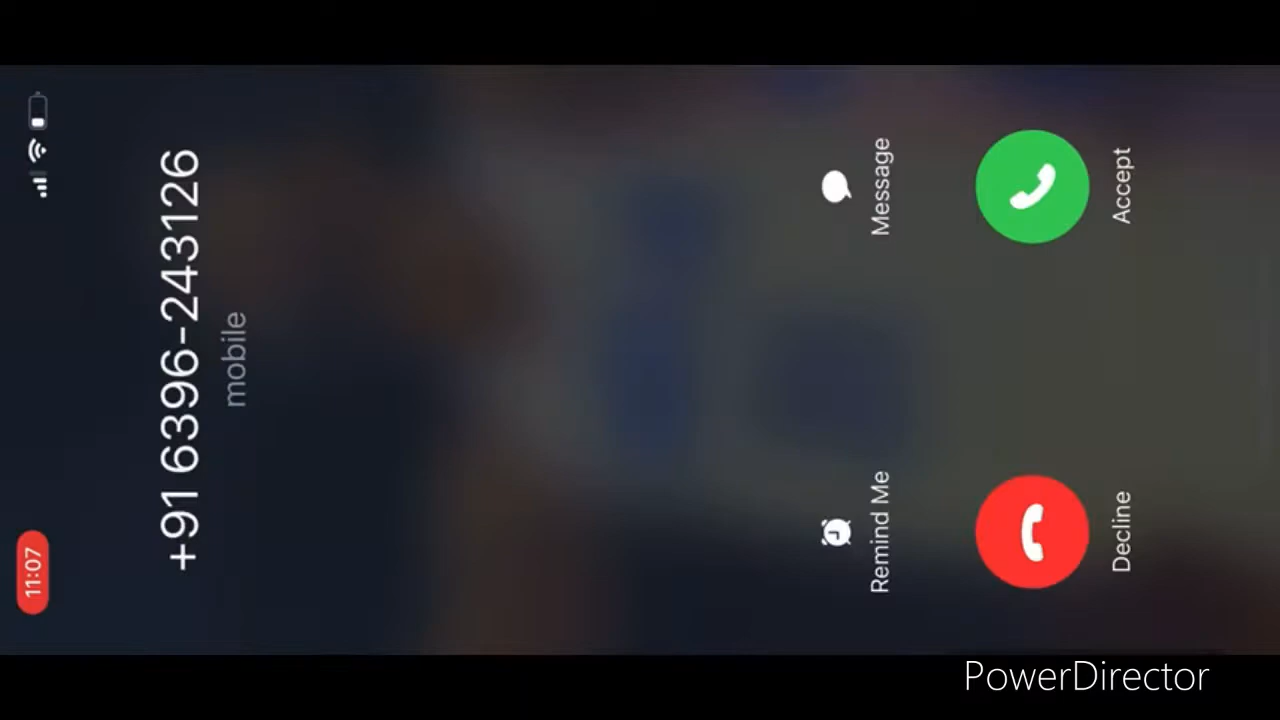 11:07
+91 6396-243126
mobile
Remind Me
Message
Decline
Accept
PowerDirector